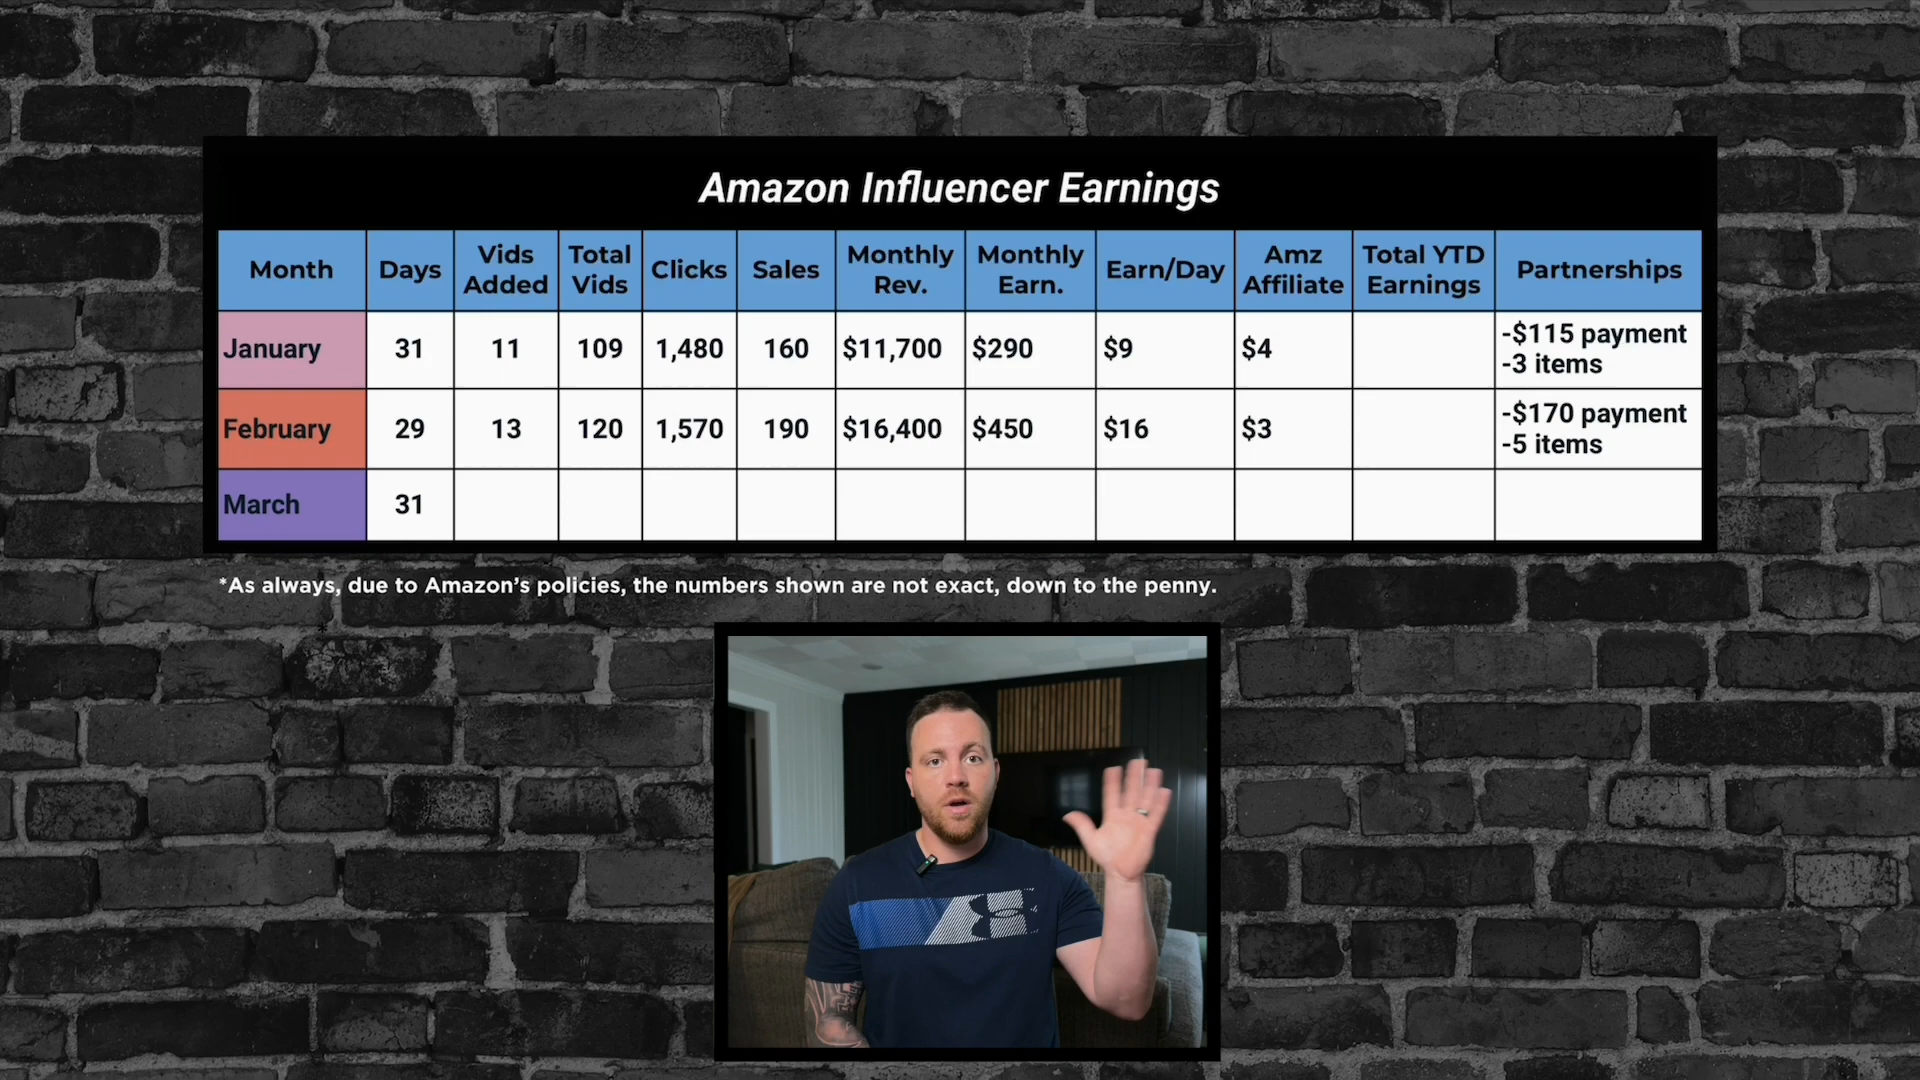 Amazon Influencer Earnings
Month Days Vids Added Total Vids Clicks Sales Monthly Rev. Monthly Earn. Earn/Day Amz Affiliate Total YTD Earnings Partnerships
January 31 11 109 1,480 160 $11,700 $290 $9 $4 -$115 payment
-3 items
February 29 13 120 1,570 190 $16,400 $450 $16 $3 -$170 payment
-5 items
March 31
*As always, due to Amazon's policies, the numbers shown are not exact, down to the penny.